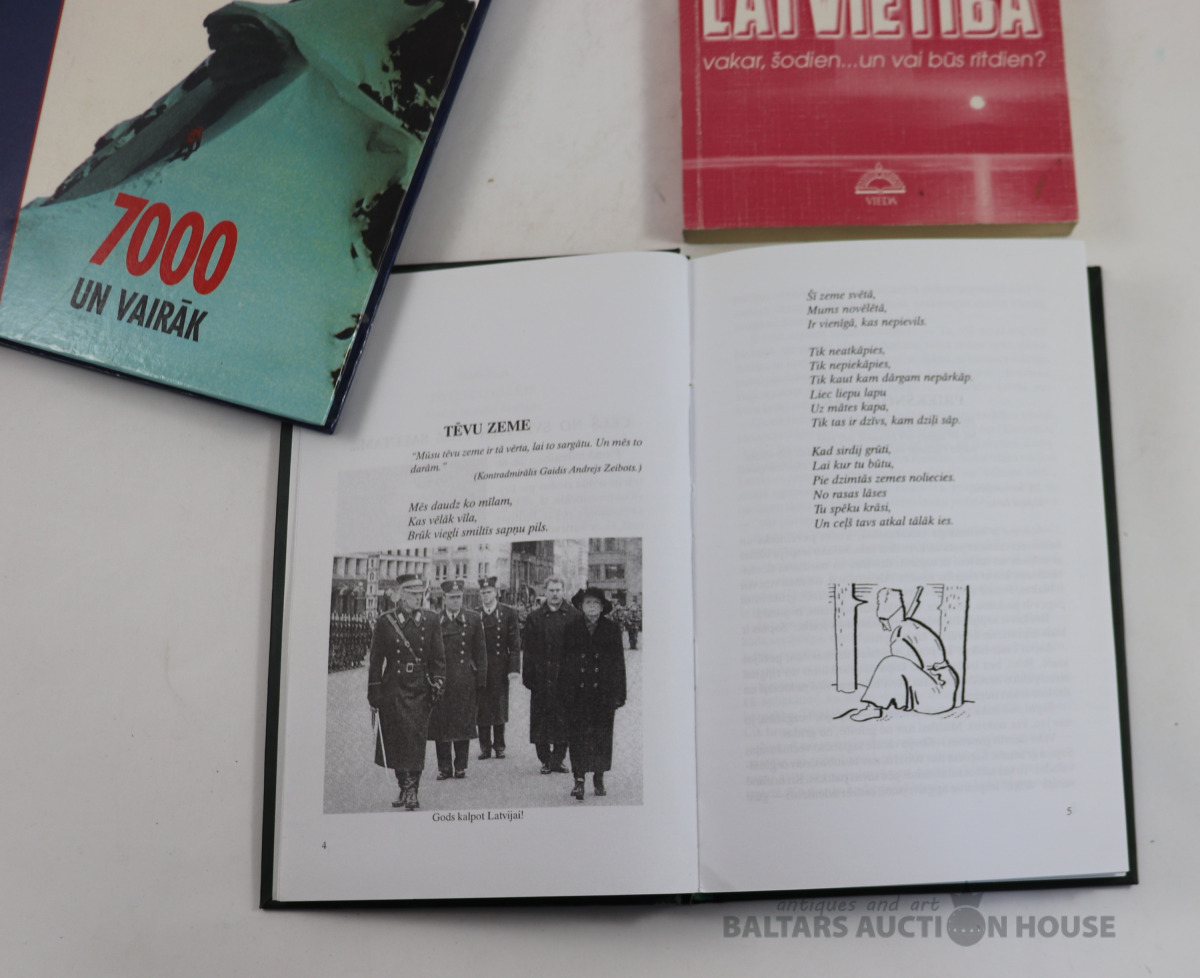 7000
UN VAIRĀK
LATVIETĪBA
vakar, šodien...un vai būs rītdien?
VIEDA
TĒVU ZEME
“Mūsu tēvu zeme ir tā vērta, lai to sargātu. Un mēs to
darām.”
(Kontradmirālis Gaidis Andrejs Zeibots.)
Mēs daudz ko mīlam,
Kas vēlāk vīla,
Brūk viegli smiltīs sapņu pils.
Gods kalpot Latvijai!
4
Šī zeme svētā,
Mums novēlētā,
Ir vienīgā, kas nepievils.
Tik neatkāpies,
Tik nepiekāpies,
Tik kaut kam dārgam nepārkāp.
Liec liepu lapu
Uz mātes kapa,
Tik tas ir dzīvs, kam dziļi sāp.
Kad sirdij grūti,
Lai kur tu būtu,
Pie dzimtās zemes noliecies.
No rasas lāses
Tu spēku krāsi,
Un ceļš tavs atkal tālāk ies.
5
antiques and art
BALTARS AUCTION HOUSE